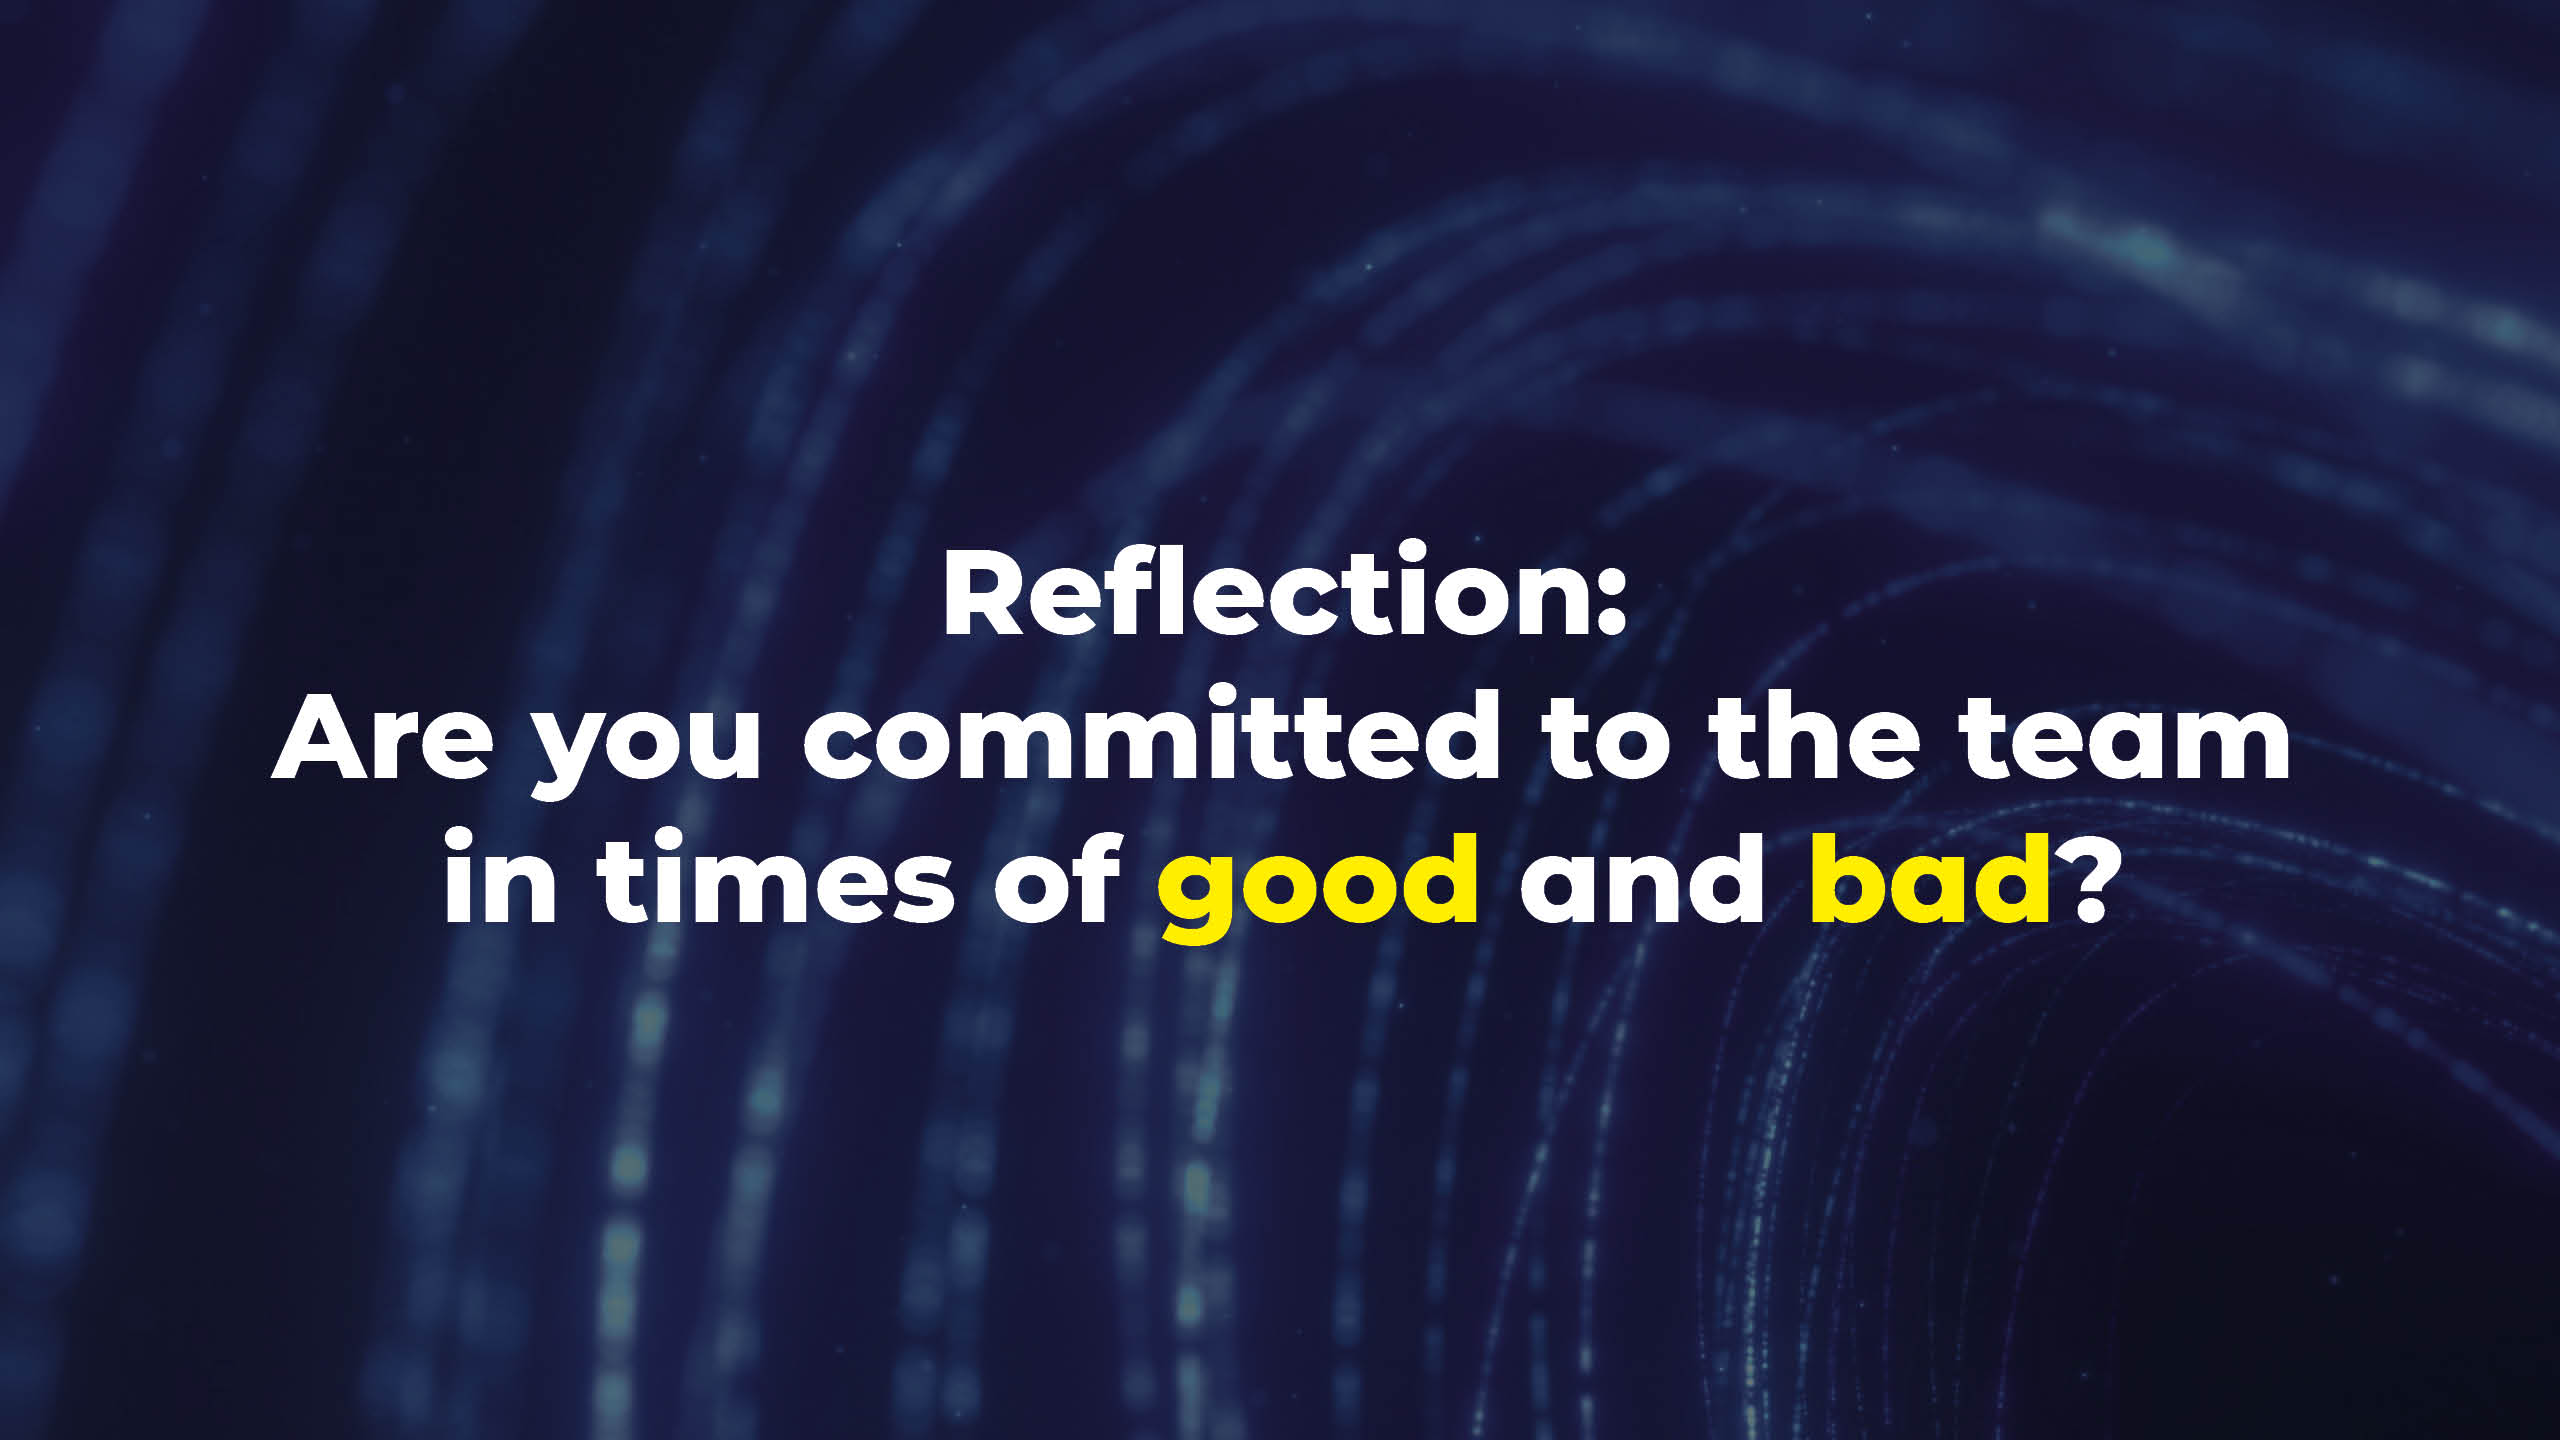 Reflection:
Are you committed to the team
in times of good and bad?